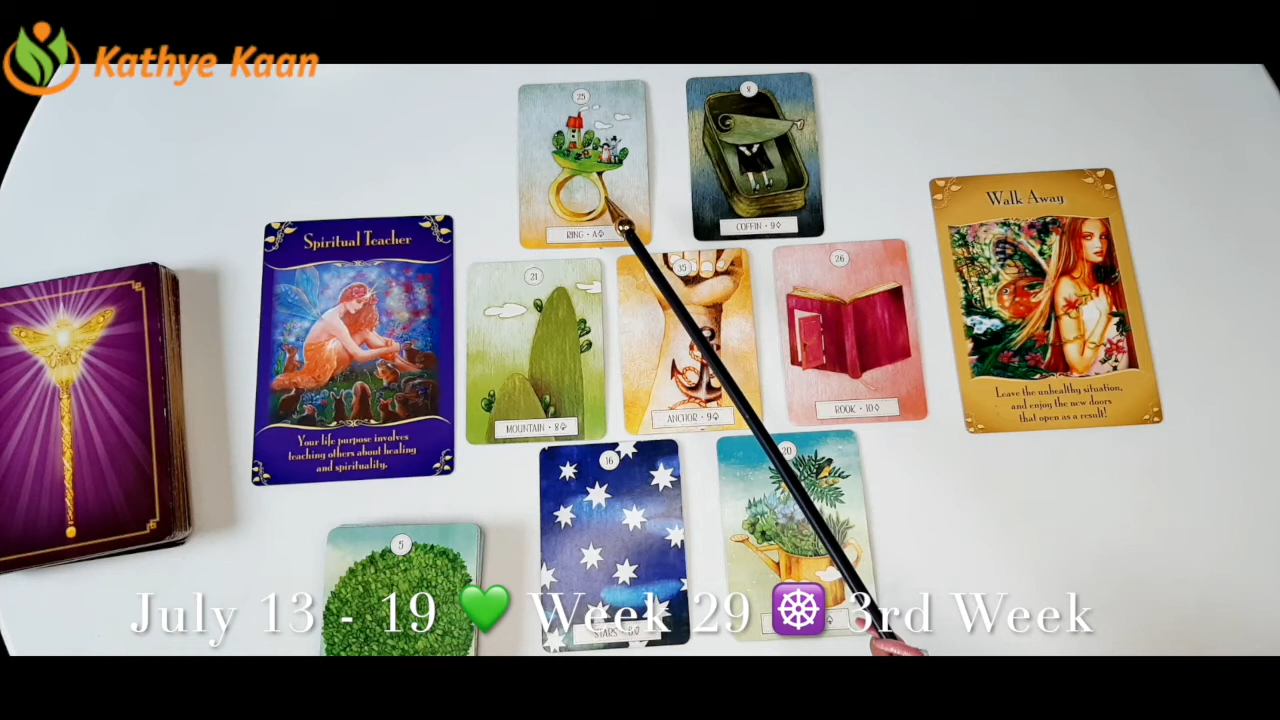 Kathye Kaan
25
RING • A♧
8
COFFIN • 9♢
Spiritual Teacher
Your life purpose involves
teaching others about healing
and spirituality.
21
MOUNTAIN • 8♧
35
ANCHOR • 9♤
26
BOOK • 10♢
Walk Away
Leave the unhealthy situation,
and enjoy the new doors
that open as a result!
5
16
STARS • 6♡
20
July 13 - 19 💚 Week 29 ☸️ 3rd Week